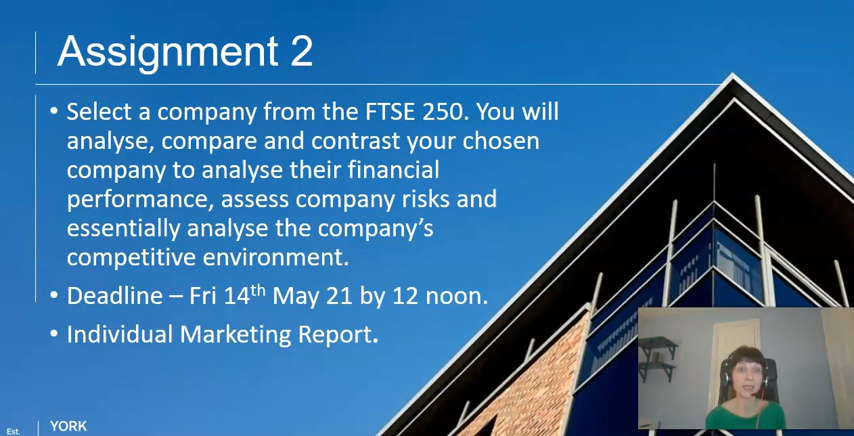 Assignment 2
• Select a company from the FTSE 250. You will
analyse, compare and contrast your chosen
company to analyse their financial
performance, assess company risks and
essentially analyse the company’s
competitive environment.
• Deadline – Fri 14th May 21 by 12 noon.
• Individual Marketing Report.
Est.
YORK